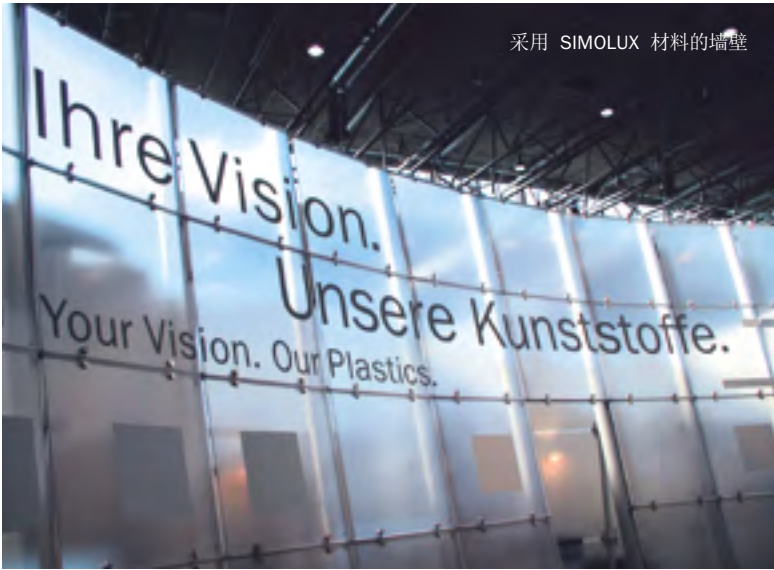 采用 SIMOLUX 材料的墙壁
Ihre Vision.
Unsere Kunststoffe.
Your Vision. Our Plastics.